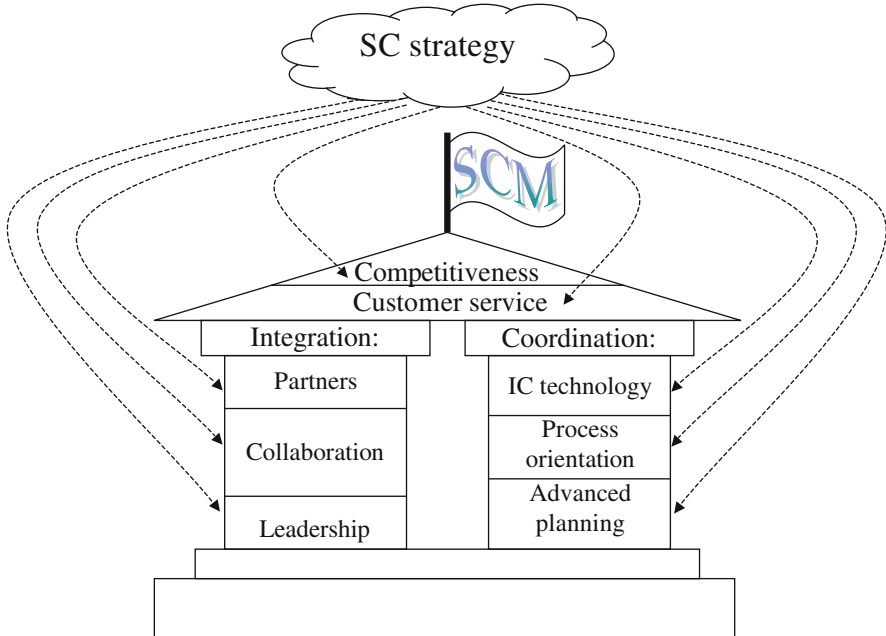 SC strategy
SCM
Competitiveness
Customer service
Integration:
Partners
Collaboration
Leadership
Coordination:
IC technology
Process
orientation
Advanced
planning